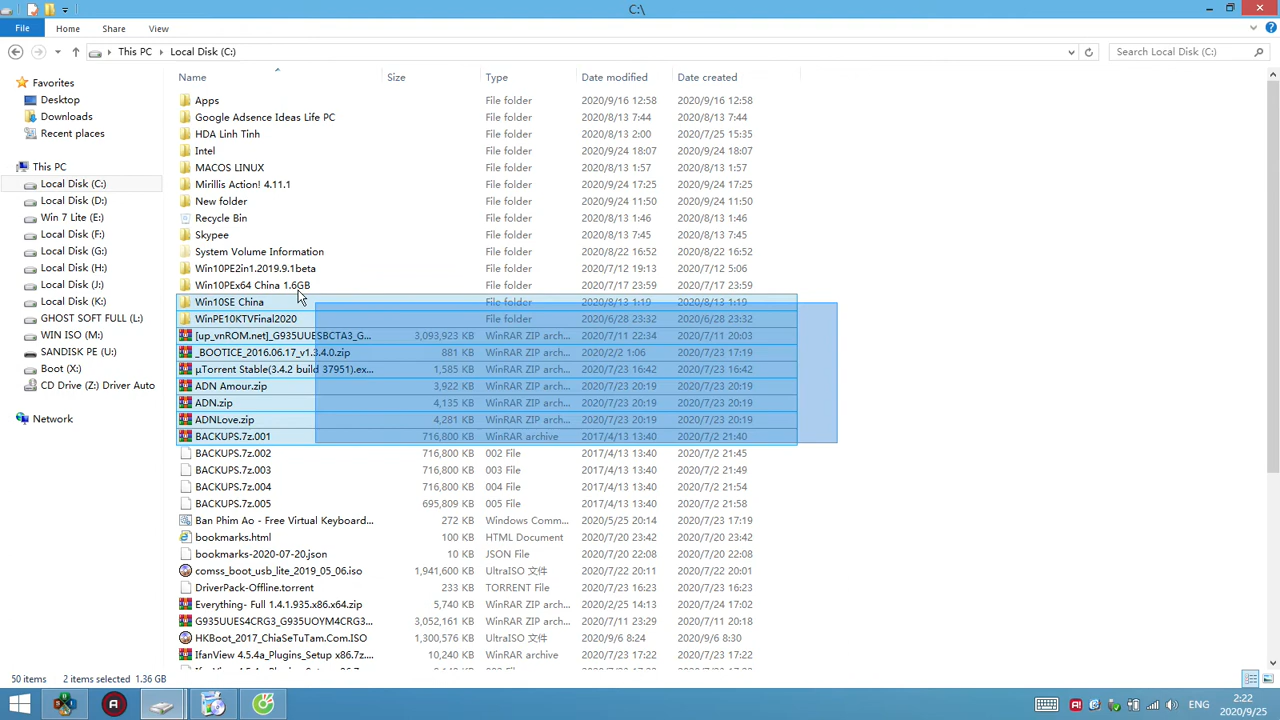 C:\
File Home Share View
This PC Local Disk (C:) Search Local Disk (C:)
Favorites
Desktop
Downloads
Recent places
This PC
Local Disk (C:)
Local Disk (D:)
Win 7 Lite (E:)
Local Disk (F:)
Local Disk (G:)
Local Disk (H:)
Local Disk (J:)
Local Disk (K:)
GHOST SOFT FULL (L:)
WIN ISO (M:)
SANDISK PE (U:)
Boot (X:)
CD Drive (Z:) Driver Auto
Network
Name Size Type Date modified Date created
Apps File folder 2020/9/16 12:58 2020/9/16 12:58
Google Adsence Ideas Life PC File folder 2020/8/13 7:44 2020/8/13 7:44
HDA Linh Tinh File folder 2020/8/13 2:00 2020/7/25 15:35
Intel File folder 2020/9/24 18:07 2020/9/24 18:07
MACOS LINUX File folder 2020/8/13 1:57 2020/8/13 1:57
Mirillis Action! 4.11.1 File folder 2020/9/24 17:25 2020/9/24 17:25
New folder File folder 2020/9/24 11:50 2020/9/24 11:50
Recycle Bin File folder 2020/8/13 1:46 2020/8/13 1:46
Skypee File folder 2020/8/13 7:45 2020/8/13 7:45
System Volume Information File folder 2020/8/22 16:52 2020/8/22 16:52
Win10PE2in1.2019.9.1beta File folder 2020/7/12 19:13 2020/7/12 5:06
Win10PEx64 China 1.6GB File folder 2020/7/17 23:59 2020/7/17 23:59
Win10SE China File folder 2020/8/13 1:19 2020/8/13 1:19
WinPE10KTVFinal2020 File folder 2020/6/28 23:32 2020/6/28 23:32
[up_vnROM.net]_G935UUESBCTA3_G... 3,093,923 KB WinRAR ZIP arch... 2020/7/11 22:34 2020/7/11 20:03
_BOOTICE_2016.06.17_v1.3.4.0.zip 881 KB WinRAR ZIP arch... 2020/2/2 1:06 2020/7/23 17:19
µTorrent Stable(3.4.2 build 37951).ex... 1,585 KB WinRAR ZIP arch... 2020/7/23 16:42 2020/7/23 16:42
ADN Amour.zip 3,922 KB WinRAR ZIP arch... 2020/7/23 20:19 2020/7/23 20:19
ADN.zip 4,135 KB WinRAR ZIP arch... 2020/7/23 20:19 2020/7/23 20:19
ADNLove.zip 4,281 KB WinRAR ZIP arch... 2020/7/23 20:19 2020/7/23 20:19
BACKUPS.7z.001 716,800 KB WinRAR archive 2017/4/13 13:40 2020/7/2 21:40
BACKUPS.7z.002 716,800 KB 002 File 2017/4/13 13:40 2020/7/2 21:45
BACKUPS.7z.003 716,800 KB 003 File 2017/4/13 13:40 2020/7/2 21:49
BACKUPS.7z.004 716,800 KB 004 File 2017/4/13 13:40 2020/7/2 21:54
BACKUPS.7z.005 695,809 KB 005 File 2017/4/13 13:40 2020/7/2 21:58
Ban Phim Ao - Free Virtual Keyboard... 272 KB Windows Comm... 2020/5/25 20:14 2020/7/23 17:19
bookmarks.html 100 KB HTML Document 2020/7/20 23:42 2020/7/20 23:42
bookmarks-2020-07-20.json 10 KB JSON File 2020/7/20 22:08 2020/7/20 22:08
comss_boot_usb_lite_2019_05_06.iso 1,941,600 KB UltraISO 文件 2020/7/22 20:11 2020/7/22 20:01
DriverPack-Offline.torrent 233 KB TORRENT File 2020/7/23 16:23 2020/7/23 16:23
Everything- Full 1.4.1.935.x86.x64.zip 5,740 KB WinRAR ZIP arch... 2020/2/25 14:13 2020/7/24 17:02
G935UUES4CRG3_G935UOYM4CRG3... 3,052,161 KB WinRAR ZIP arch... 2020/7/11 23:29 2020/7/11 20:18
HKBoot_2017_ChiaSeTuTam.Com.ISO 1,300,576 KB UltraISO 文件 2020/9/6 8:24 2020/9/6 8:30
IfanView 4.5.4a_Plugins_Setup x86.7z... 10,240 KB WinRAR archive 2020/7/23 17:22 2020/7/23 17:22
50 items 2 items selected 1.36 GB
ENG 2:22
2020/9/25